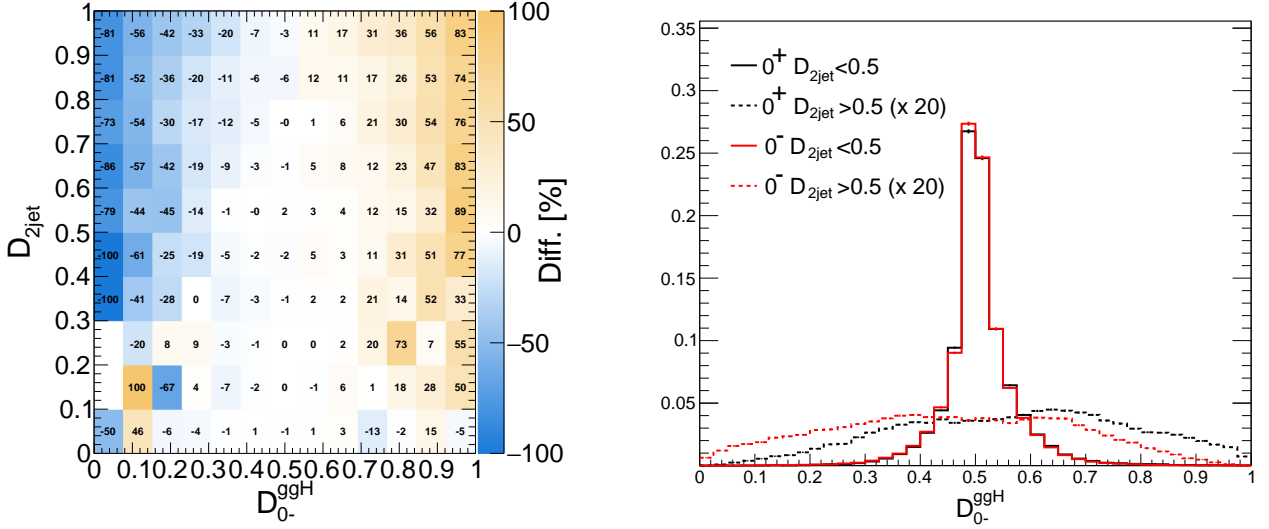 1 -81 -56 -42 -33 -20 -7 -3 11 17 31 36 56 83 100
0.9 -81 -52 -36 -20 -11 -6 -6 12 11 17 26 53 74
0.8 -73 -54 -30 -17 -12 -5 -0 1 6 21 30 54 76 50
0.7 -86 -57 -42 -19 -9 -3 -1 5 8 12 23 47 83
0.6 -79 -44 -45 -14 -1 -0 2 3 4 12 15 32 89 0
0.5 -100 -61 -25 -19 -5 -2 -2 5 3 11 31 51 77
0.4 -100 -41 -28 0 -7 -3 -1 2 2 21 14 52 33
0.3 -20 8 9 -3 -1 0 0 2 20 73 7 55 −50
0.2 100 -67 4 -7 -2 0 -1 6 1 18 28 50
0.1 -50 46 -6 -4 -1 1 -1 1 3 -13 -2 15 -5
0 −100
0 0.1 0.2 0.3 0.4 0.5 0.6 0.7 0.8 0.9 1
D2jet
D0-ggH
Diff. [%]
0.35
0.3
0.25
0.2
0.15
0.1
0.05
0+ D2jet<0.5
0+ D2jet>0.5 (x 20)
0- D2jet<0.5
0- D2jet>0.5 (x 20)
0 0.1 0.2 0.3 0.4 0.5 0.6 0.7 0.8 0.9 1
D0-ggH